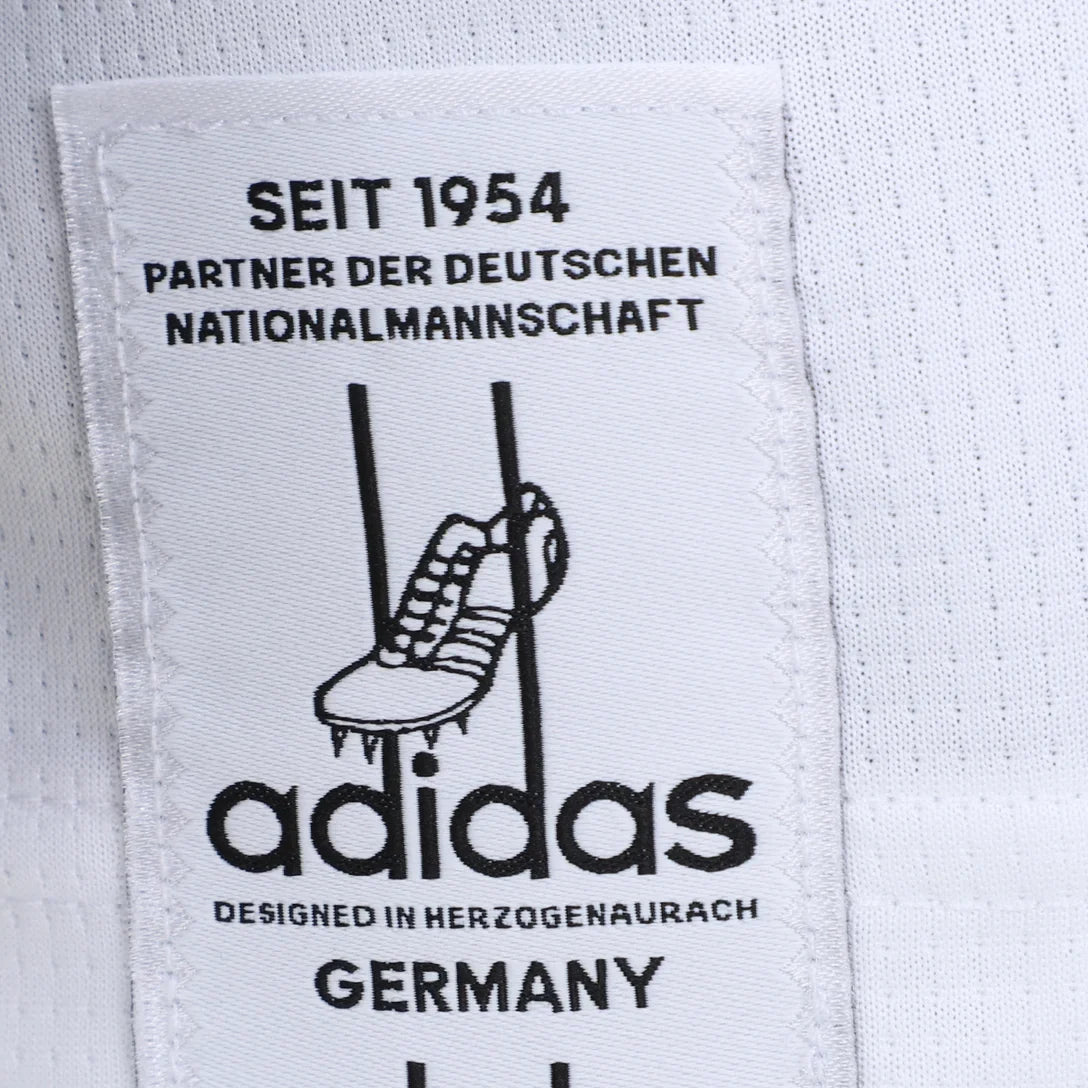 SEIT 1954
PARTNER DER DEUTSCHEN
NATIONALMANNSCHAFT
adidas
DESIGNED IN HERZOGENAURACH
GERMANY